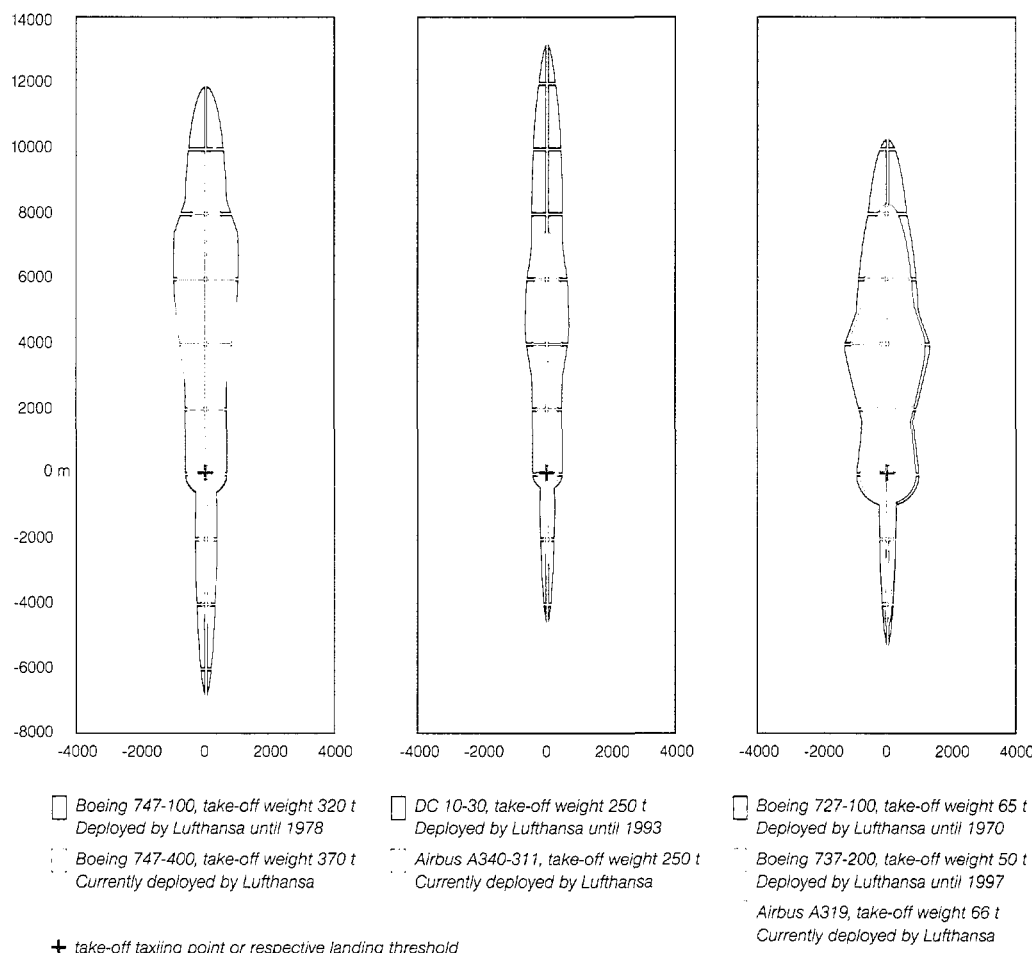 14000
12000
10000
8000
6000
4000
2000
0 m
-2000
-4000
-6000
-8000
-4000 -2000 0 2000 4000
-4000 -2000 0 2000 4000
-4000 -2000 0 2000 4000
Boeing 747-100, take-off weight 320 t
Deployed by Lufthansa until 1978
Boeing 747-400, take-off weight 370 t
Currently deployed by Lufthansa
DC 10-30, take-off weight 250 t
Deployed by Lufthansa until 1993
Airbus A340-311, take-off weight 250 t
Currently deployed by Lufthansa
Boeing 727-100, take-off weight 65 t
Deployed by Lufthansa until 1970
Boeing 737-200, take-off weight 50 t
Deployed by Lufthansa until 1997
Airbus A319, take-off weight 66 t
Currently deployed by Lufthansa
+ take-off taxiing point or respective landing threshold